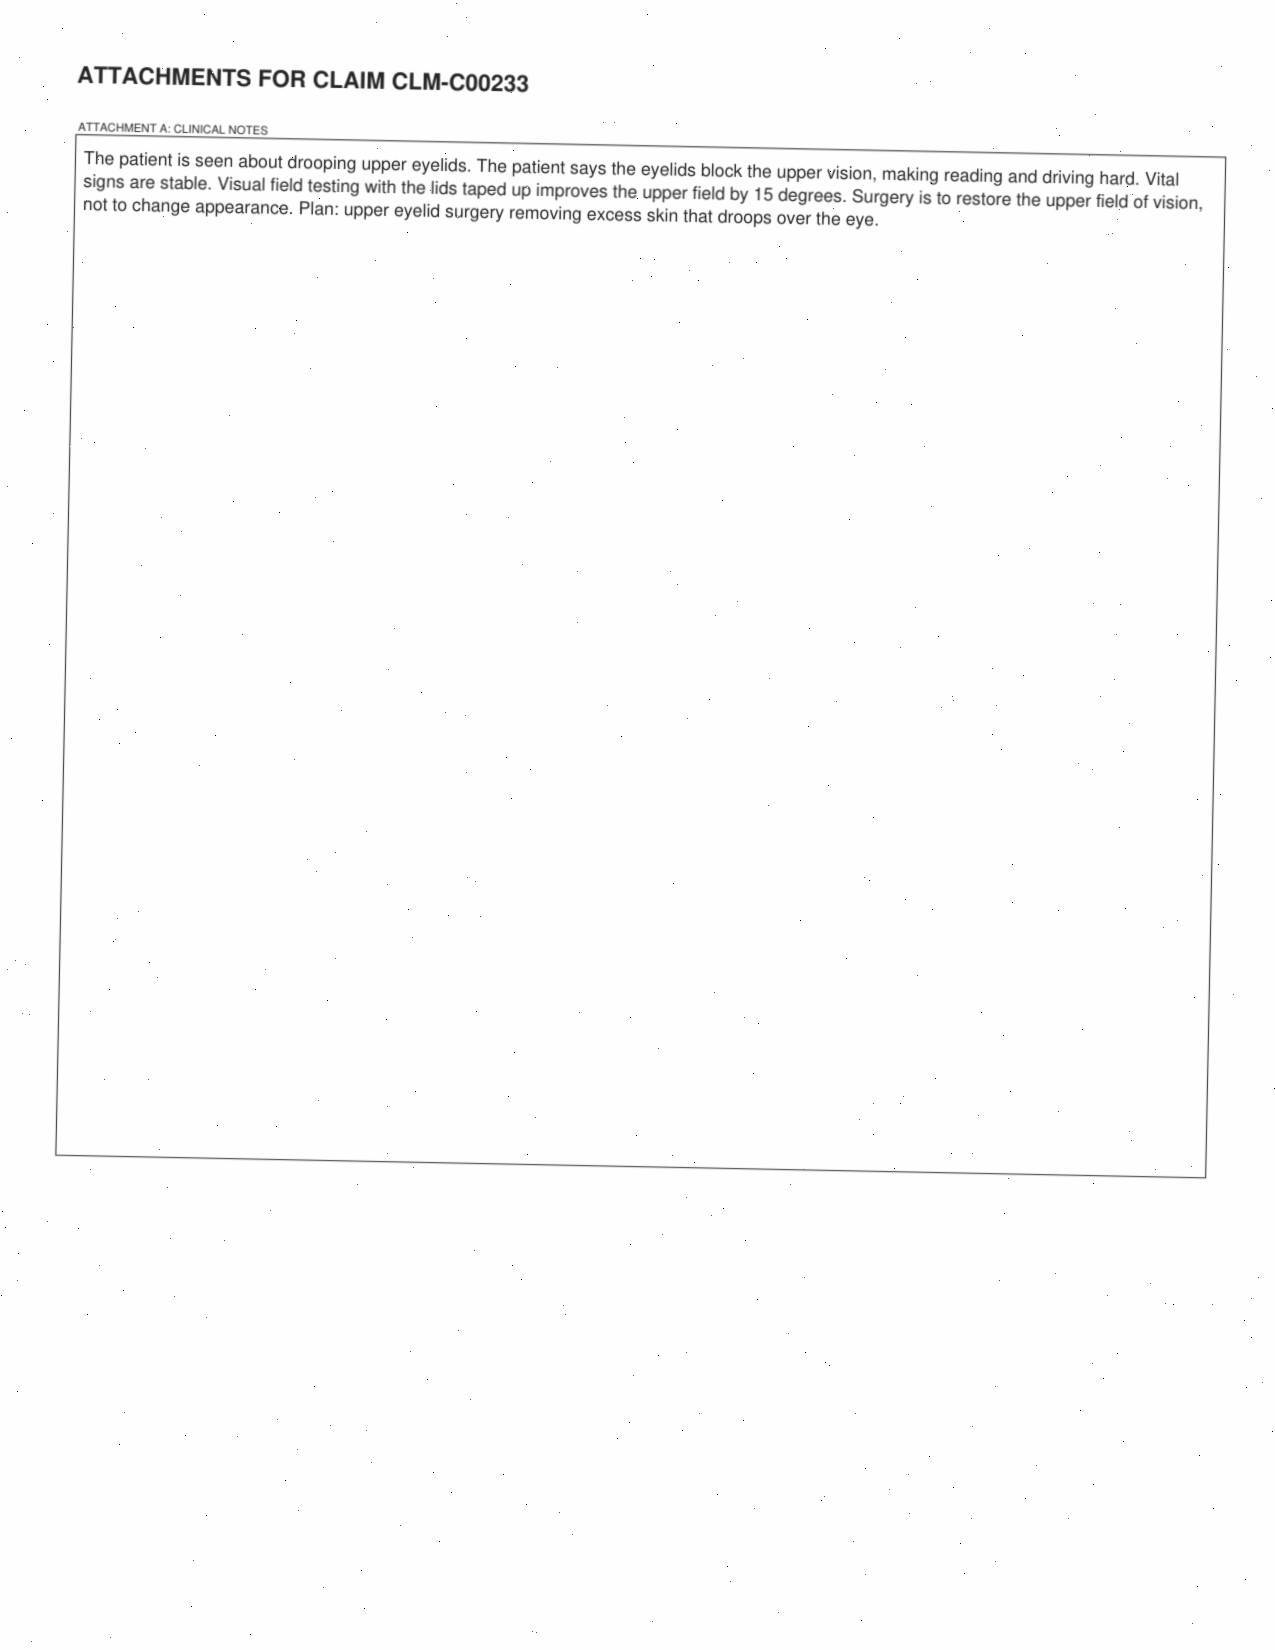 ATTACHMENTS FOR CLAIM CLM-C00233
ATTACHMENT A: CLINICAL NOTES
The patient is seen about drooping upper eyelids. The patient says the eyelids block the upper vision, making reading and driving hard. Vital
signs are stable. Visual field testing with the lids taped up improves the upper field by 15 degrees. Surgery is to restore the upper field of vision,
not to change appearance. Plan: upper eyelid surgery removing excess skin that droops over the eye.